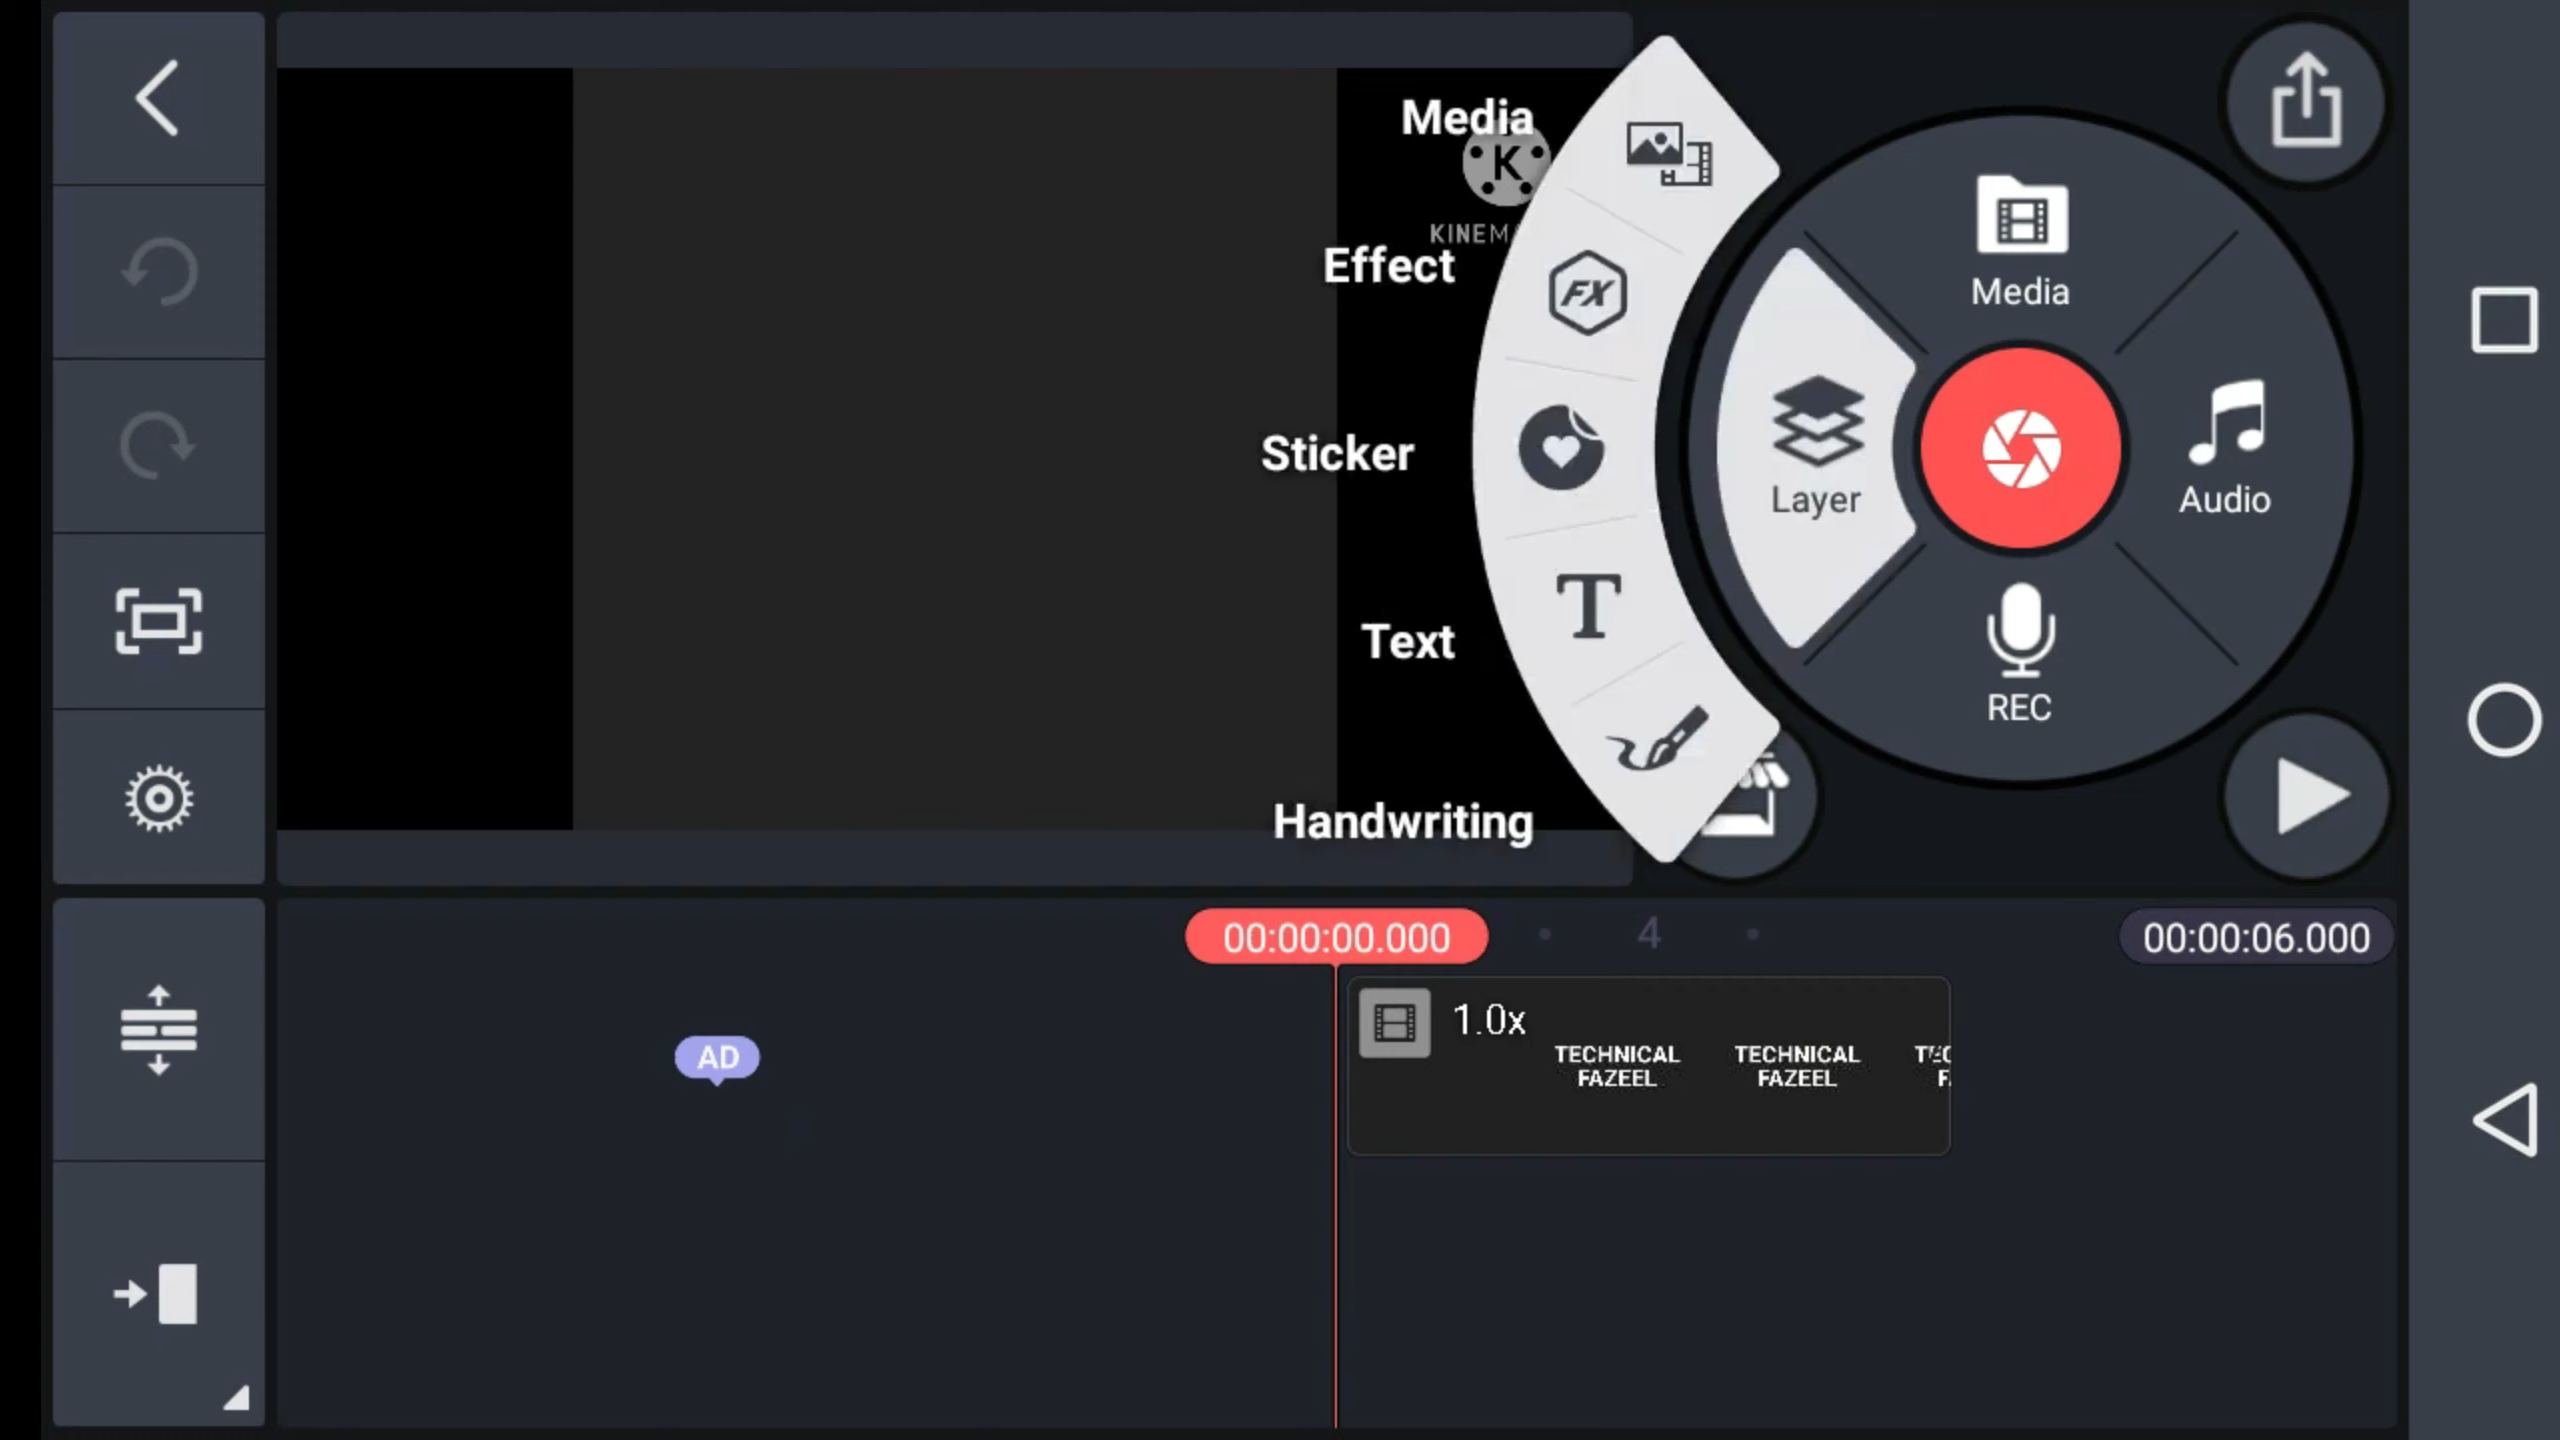 Media
K
KINEM
Effect
Sticker
Text
Handwriting
FX
T
Media
Layer
Audio
REC
00:00:00.000
4
00:00:06.000
AD
1.0x
TECHNICAL
FAZEEL
TECHNICAL
FAZEEL